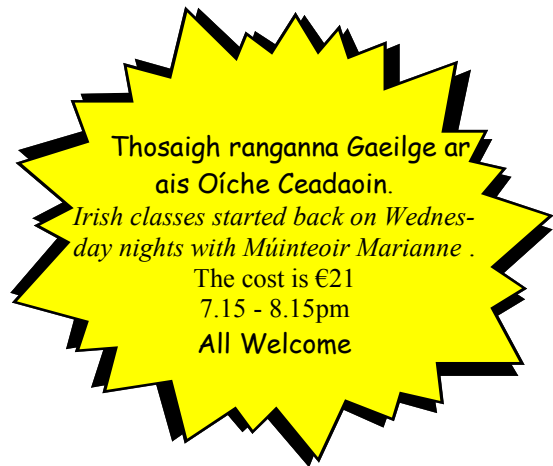 Thosaigh ranganna Gaeilge ar
ais Oíche Ceadaoin.
Irish classes started back on Wednes-
day nights with Múinteoir Marianne .
The cost is €21
7.15 - 8.15pm
All Welcome